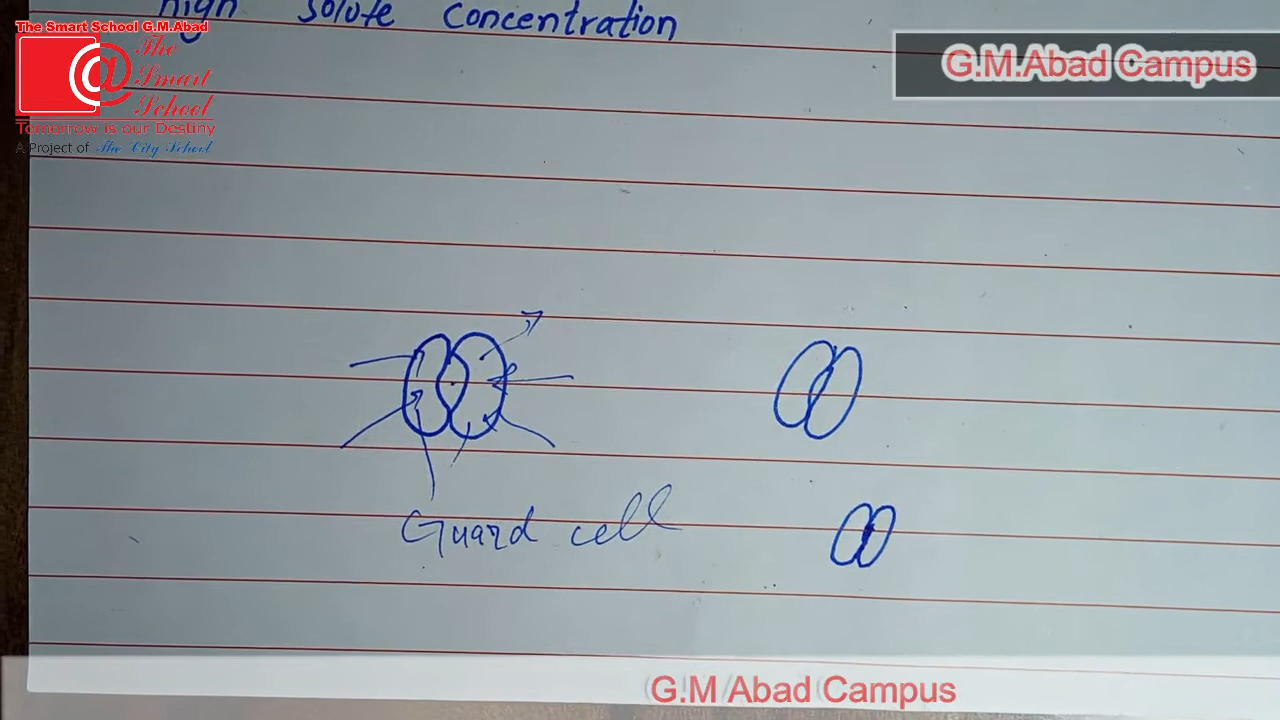 high solute concentration
The Smart School G.M.Abad
The
Smart
School
Tomorrow is our Destiny
A Project of The City School
G.M.Abad Campus
Guard cell
G.M Abad Campus